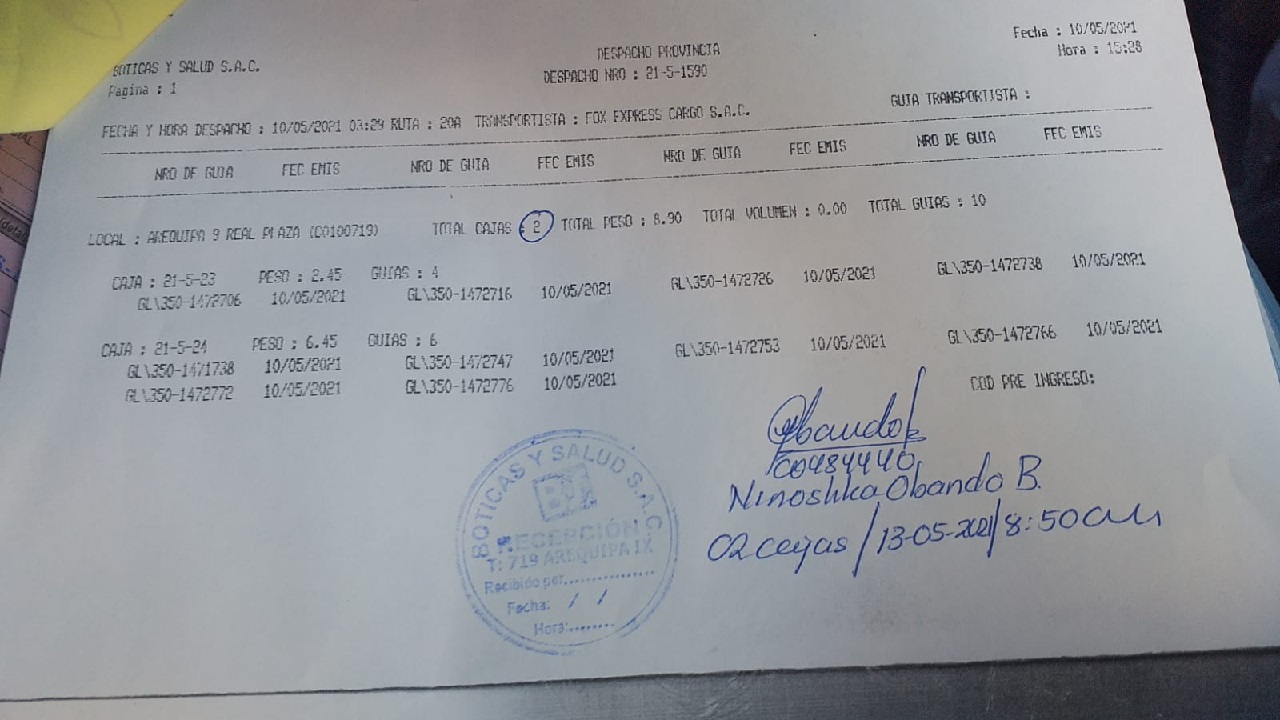 BOTICAS Y SALUD S.A.C.
Pagina : 1
DESPACHO PROVINCIA
DESPACHO NRO : 21-5-1590
Fecha : 10/05/2021
Hora : 15:28
FECHA Y HORA DESPACHO : 10/05/2021 03:29 RUTA : 20A TRANSPORTISTA : FOX EXPRESS CARGO S.A.C. GUIA TRANSPORTISTA :
NRO DE GUIA FEC EMIS NRO DE GUIA FEC EMIS NRO DE GUIA FEC EMIS NRO DE GUIA FEC EMIS
LOCAL : AREQUIPA 9 REAL PLAZA (C0100719) TOTAL CAJAS : 2 TOTAL PESO : 8.90 TOTAL VOLUMEN : 0.00 TOTAL GUIAS : 10
CAJA : 21-5-23 PESO : 2.45 GUIAS : 4
GL\350-1472706 10/05/2021 GL\350-1472716 10/05/2021 GL\350-1472726 10/05/2021 GL\350-1472738 10/05/2021
CAJA : 21-5-24 PESO : 6.45 GUIAS : 6
GL\350-1471738 10/05/2021 GL\350-1472747 10/05/2021 GL\350-1472753 10/05/2021 GL\350-1472766 10/05/2021
GL\350-1472772 10/05/2021 GL\350-1472776 10/05/2021
COD PRE INGRESO:
BOTICAS Y SALUD S.A.C
RECEPCIÓN
T: 719 AREQUIPA IX
Recibido por:
Fecha: / /
Hora:
Obando
C0484440
Ninoshka Obando B.
02 cajas / 13-05-2021 / 8:50am